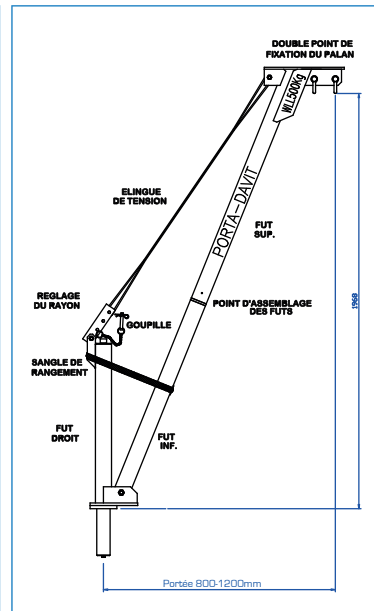 DOUBLE POINT DE
FIXATION DU PALAN
WLL500Kg
ELINGUE
DE TENSION
PORTA-DAVIT
FUT
SUP.
1968
REGLAGE
DU RAYON
GOUPILLE
POINT D'ASSEMBLAGE
DES FUTS
SANGLE DE
RANGEMENT
FUT
DROIT
FUT
INF.
Portée 800-1200mm